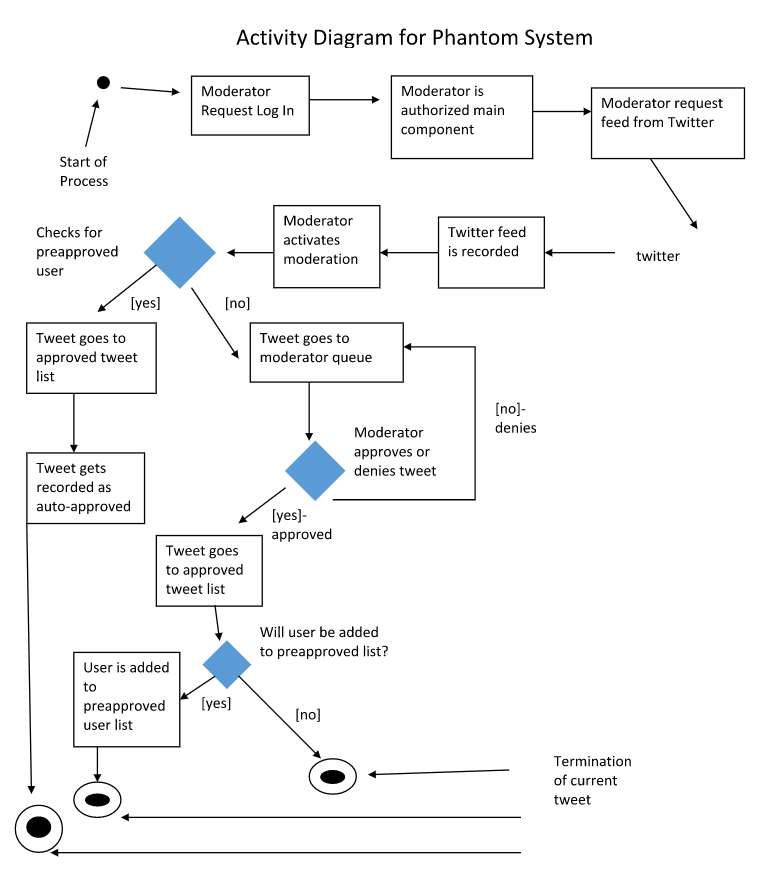 Activity Diagram for Phantom System
Moderator
Request Log In
Moderator is
authorized main
component
Moderator request
feed from Twitter
Start of
Process
Checks for
preapproved
user
Moderator
activates
moderation
Twitter feed
is recorded
twitter
[yes]
[no]
Tweet goes to
approved tweet
list
Tweet goes to
moderator queue
[no]-
denies
Moderator
approves or
denies tweet
Tweet gets
recorded as
auto-approved
[yes]-
approved
Tweet goes
to approved
tweet list
Will user be added
to preapproved list?
User is added
to
preapproved
user list
[yes]
[no]
Termination
of current
tweet